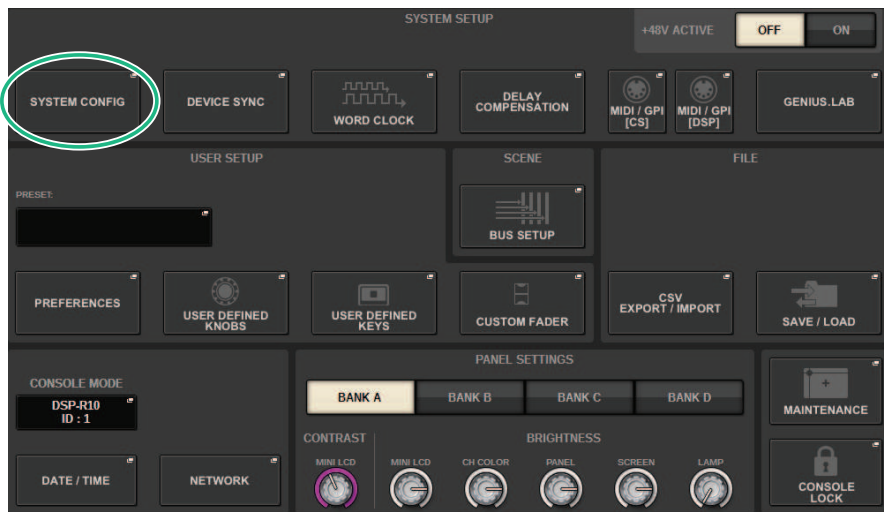 SYSTEM SETUP
+48V ACTIVE
OFF
ON
SYSTEM CONFIG
DEVICE SYNC
WORD CLOCK
DELAY
COMPENSATION
MIDI / GPI
[CS]
MIDI / GPI
[DSP]
GENIUS.LAB
USER SETUP
SCENE
FILE
PRESET:
BUS SETUP
PREFERENCES
USER DEFINED
KNOBS
USER DEFINED
KEYS
CUSTOM FADER
CSV
EXPORT / IMPORT
SAVE / LOAD
CONSOLE MODE
DSP-R10
ID : 1
PANEL SETTINGS
BANK A
BANK B
BANK C
BANK D
MAINTENANCE
CONTRAST
BRIGHTNESS
MINI LCD
MINI LCD
CH COLOR
PANEL
SCREEN
LAMP
DATE / TIME
NETWORK
CONSOLE
LOCK